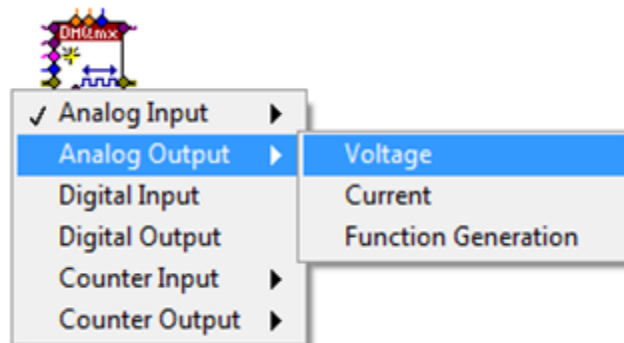 DAQmx
Analog Input
Analog Output
Digital Input
Digital Output
Counter Input
Counter Output
Voltage
Current
Function Generation